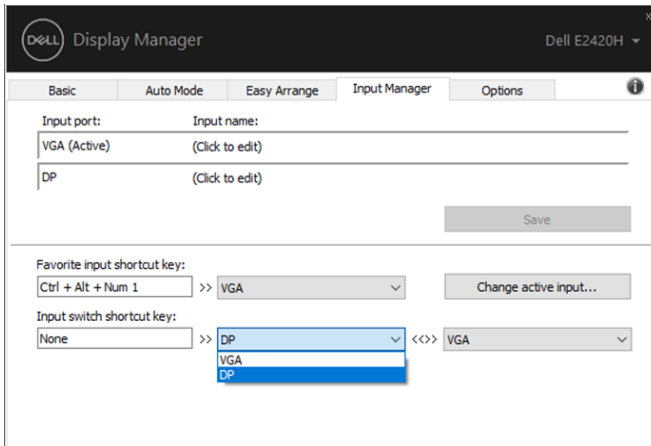 x
DELL Display Manager Dell E2420H
Basic Auto Mode Easy Arrange Input Manager Options i
Input port: Input name:
VGA (Active) (Click to edit)
DP (Click to edit)
Save
Favorite input shortcut key:
Ctrl + Alt + Num 1 >> VGA Change active input...
Input switch shortcut key:
None >> DP <<>> VGA
VGA
DP